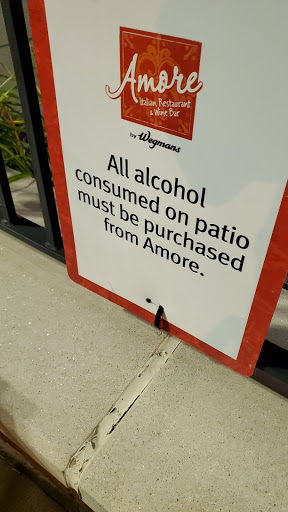 Amore
Italian Restaurant
& Wine Bar
by Wegmans
All alcohol
consumed on patio
must be purchased
from Amore.